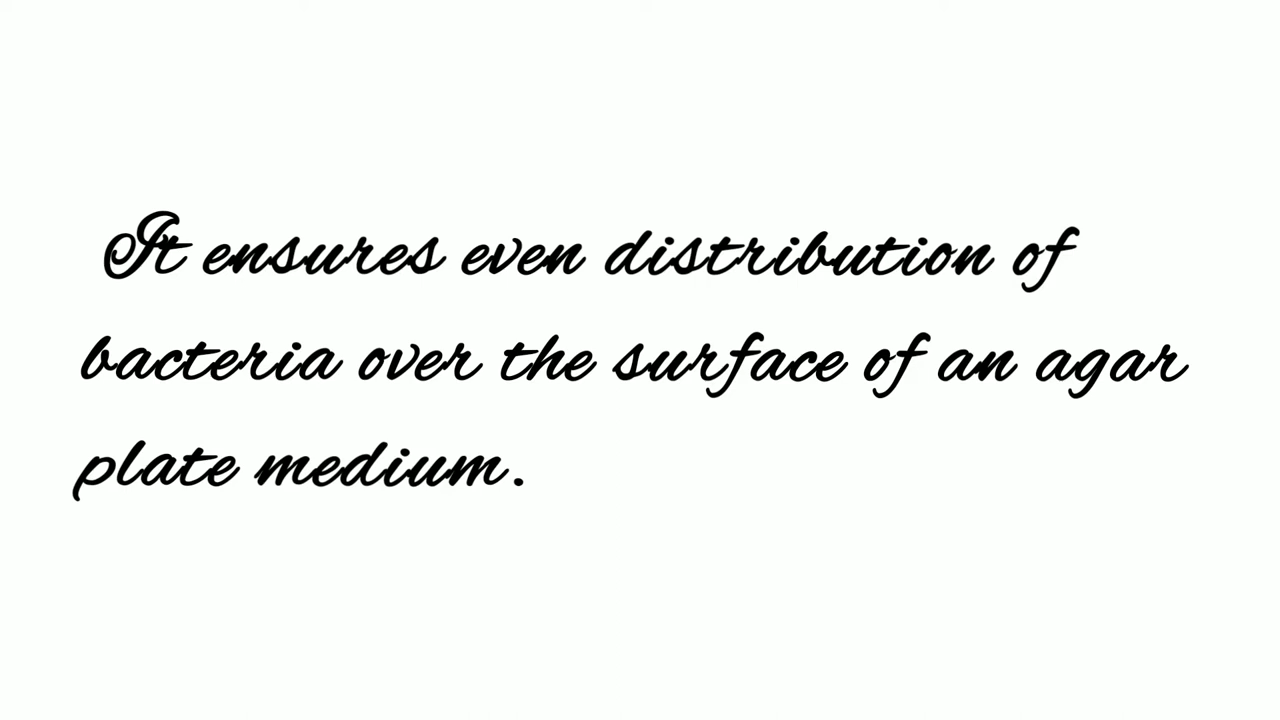 It ensures even distribution of
bacteria over the surface of an agar
plate medium.